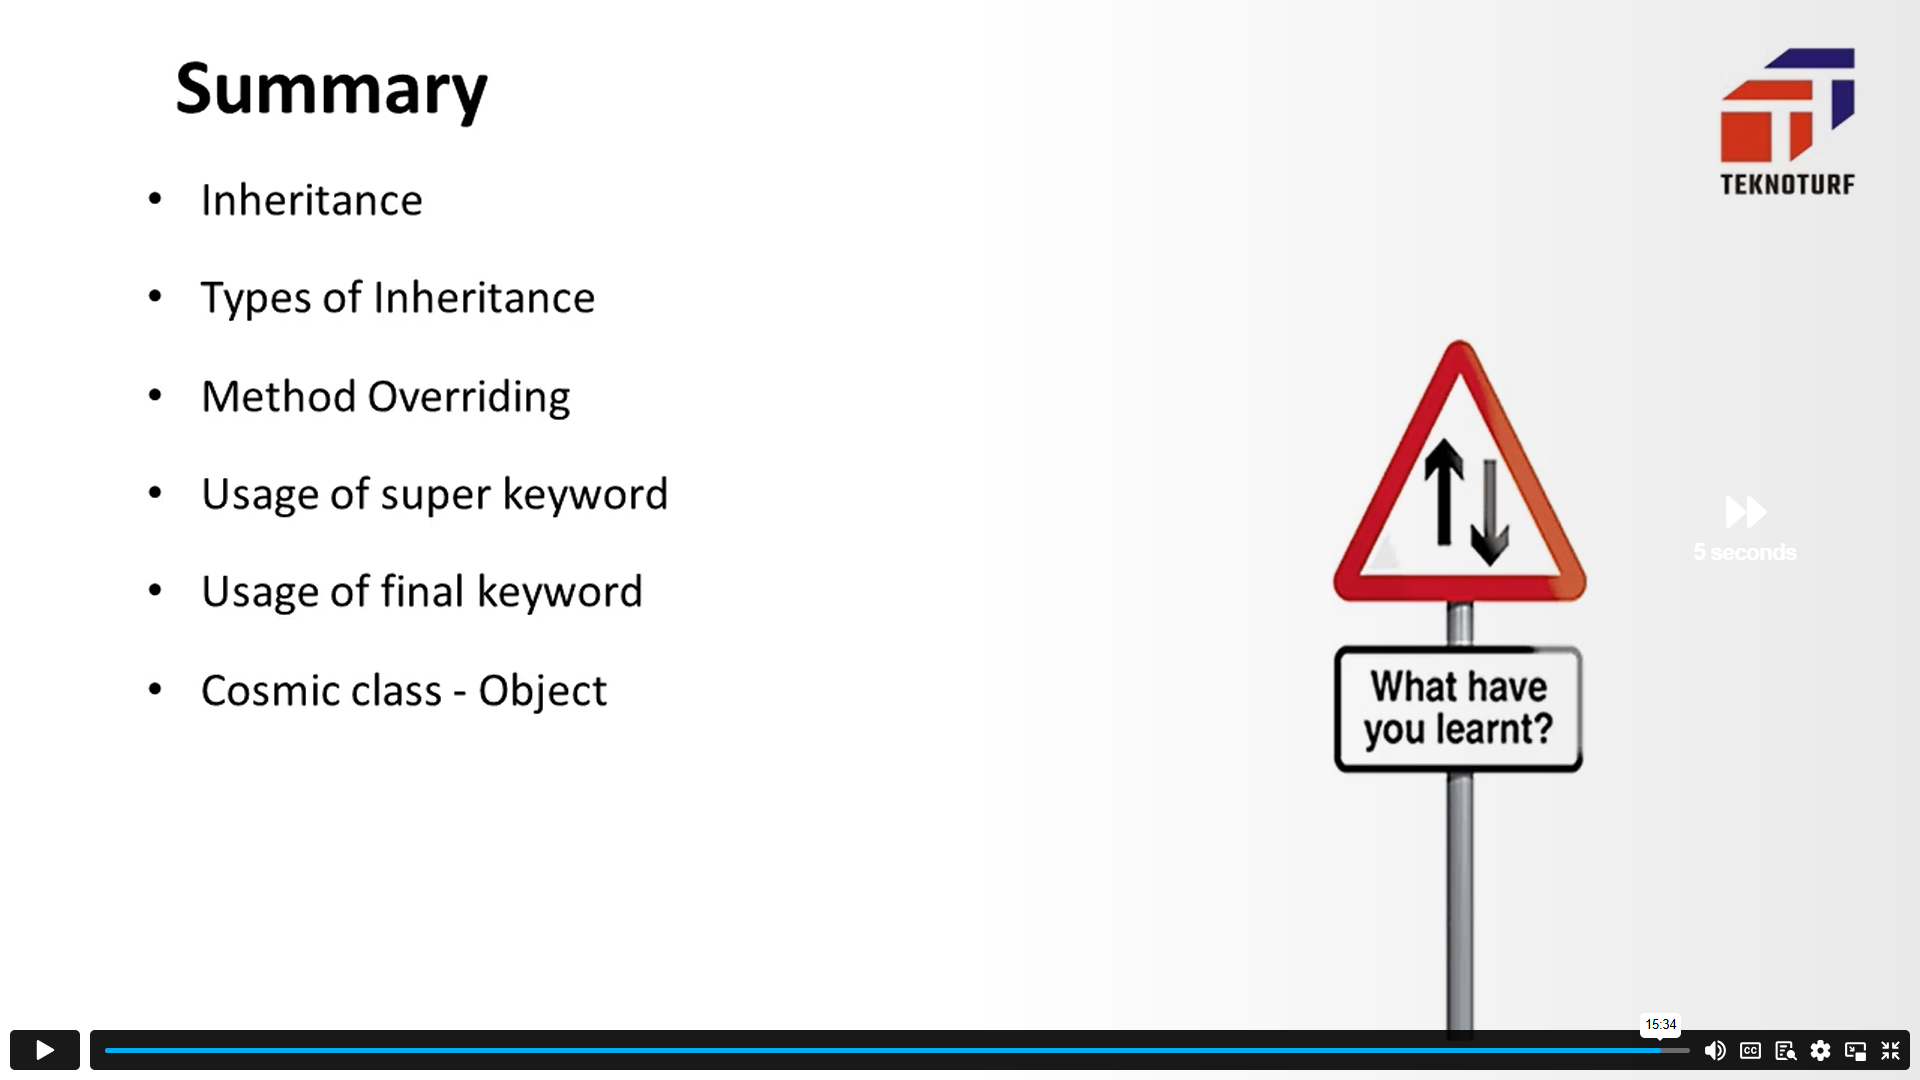 Summary
TEKNOTURF
• Inheritance
• Types of Inheritance
• Method Overriding
• Usage of super keyword
• Usage of final keyword
• Cosmic class - Object
5 seconds
What have
you learnt?
15:34
CC